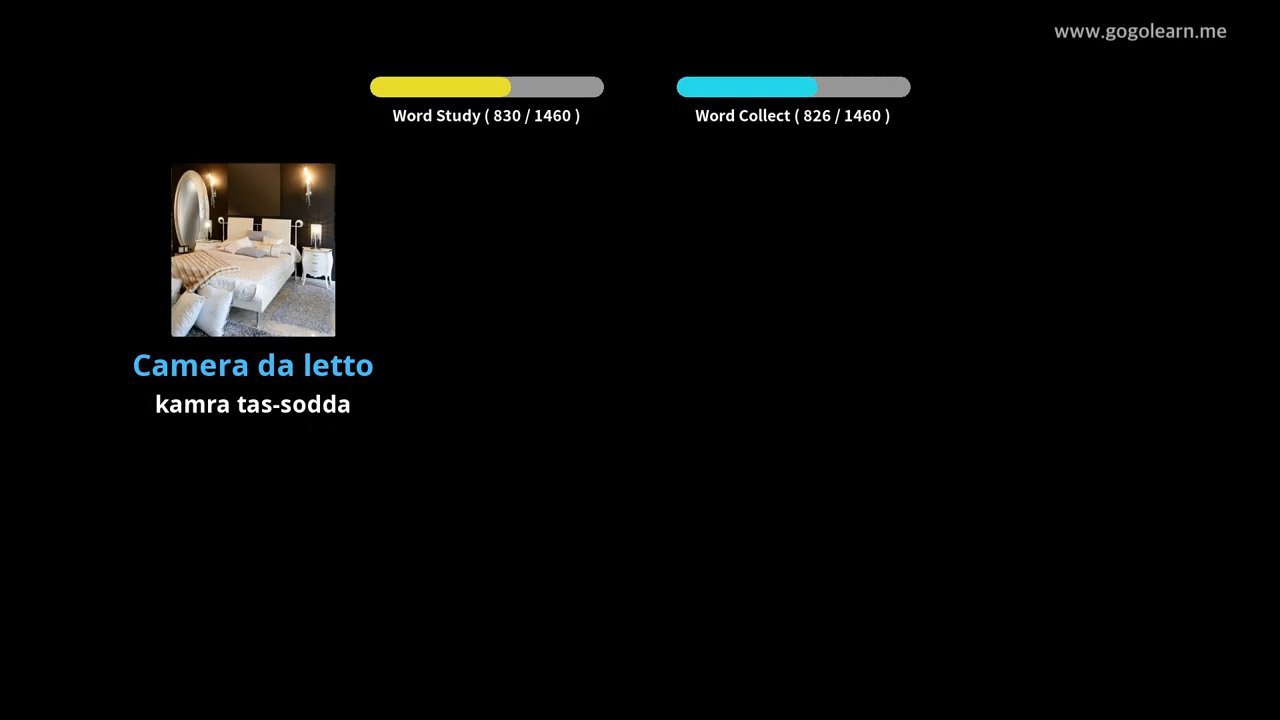 www.gogolearn.me
Word Study ( 830 / 1460 )
Word Collect ( 826 / 1460 )
Camera da letto
kamra tas-sodda